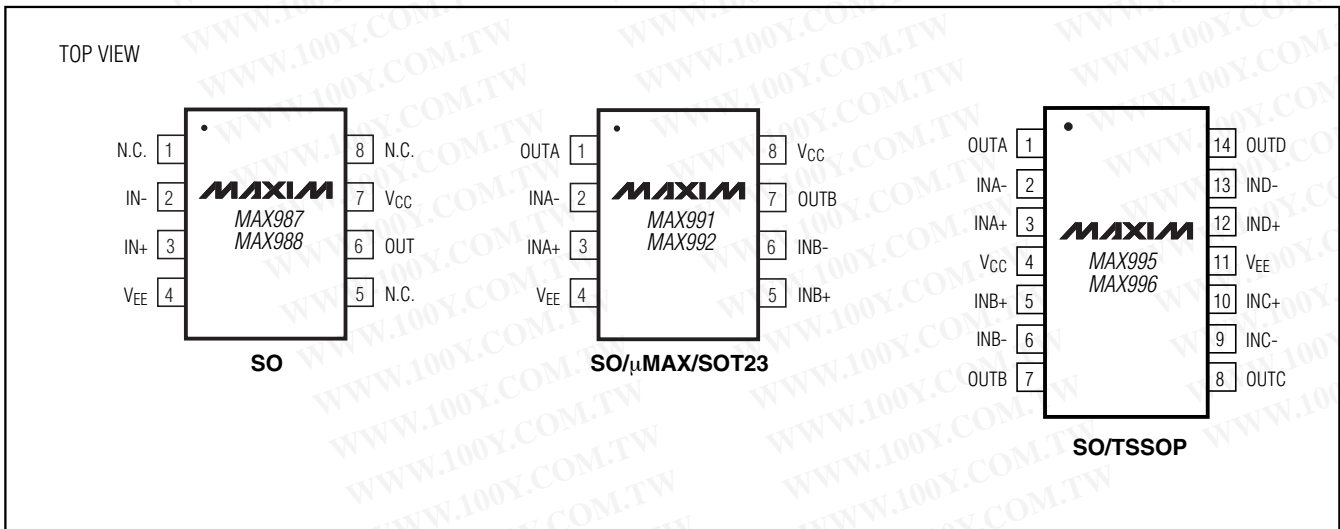 TOP VIEW
N.C. 1
IN- 2
IN+ 3
VEE 4
8 N.C.
7 VCC
6 OUT
5 N.C.
MAXIM
MAX987
MAX988
SO
OUTA 1
INA- 2
INA+ 3
VEE 4
8 VCC
7 OUTB
6 INB-
5 INB+
MAXIM
MAX991
MAX992
SO/µMAX/SOT23
OUTA 1
INA- 2
INA+ 3
VCC 4
INB+ 5
INB- 6
OUTB 7
14 OUTD
13 IND-
12 IND+
11 VEE
10 INC+
9 INC-
8 OUTC
MAXIM
MAX995
MAX996
SO/TSSOP
WWW.100Y.COM.TW